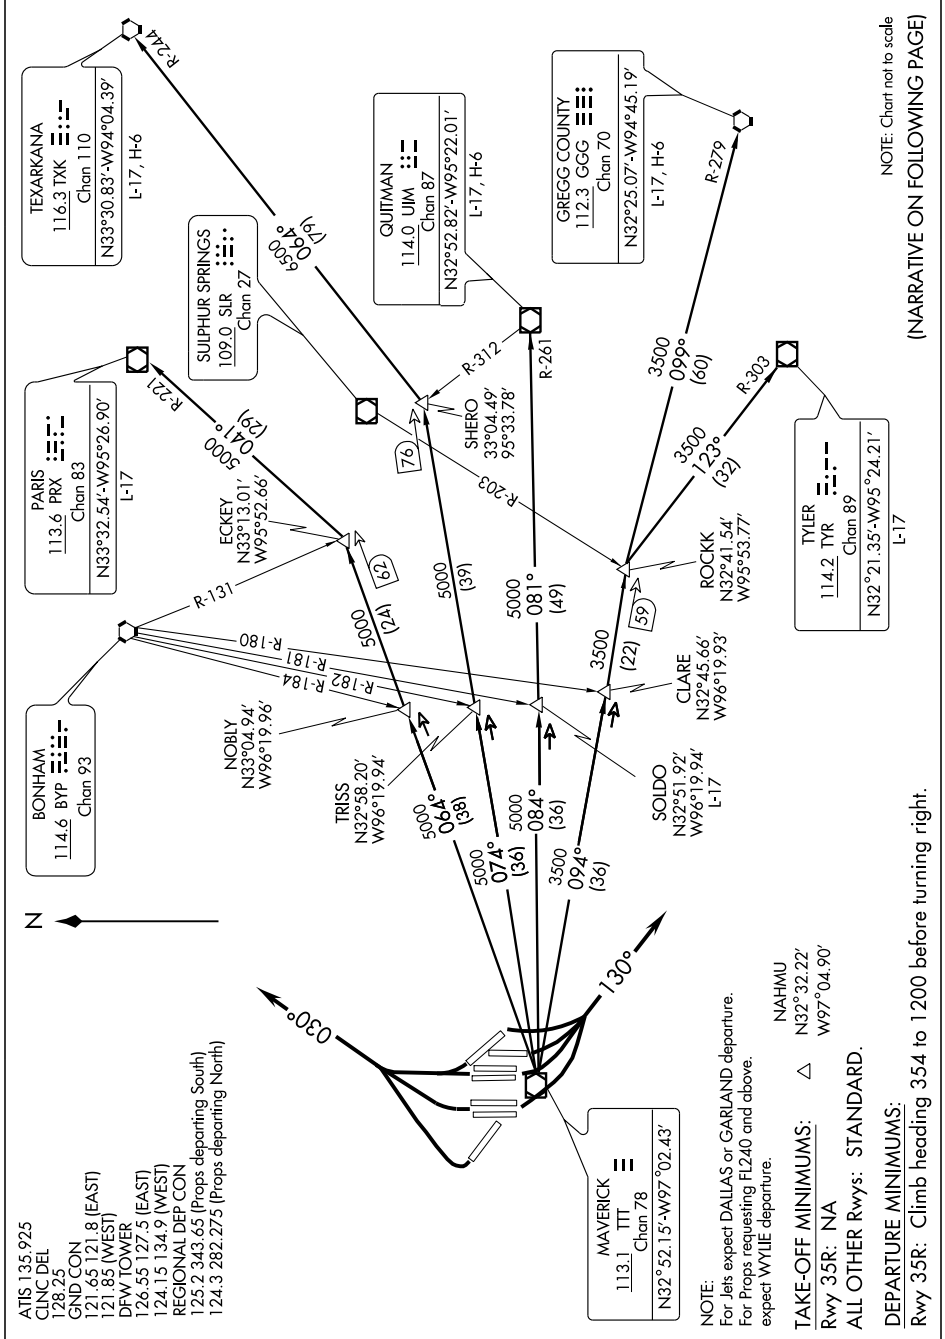 ATIS 135.925
CLNC DEL
128.25
GND CON
121.65 121.8 (EAST)
121.85 (WEST)
DFW TOWER
126.55 127.5 (EAST)
124.15 134.9 (WEST)
REGIONAL DEP CON
125.2 343.65 (Props departing South)
124.3 282.275 (Props departing North)
N
BONHAM
114.6 BYP
Chan 93
PARIS
113.6 PRX
Chan 83
N33°32.54'-W95°26.90'
L-17
TEXARKANA
116.3 TXK
Chan 110
N33°30.83'-W94°04.39'
L-17, H-6
SULPHUR SPRINGS
109.0 SLR
Chan 27
QUITMAN
114.0 UIM
Chan 87
N32°52.82'-W95°22.01'
L-17, H-6
GREGG COUNTY
112.3 GGG
Chan 70
N32°25.07'-W94°45.19'
L-17, H-6
TYLER
114.2 TYR
Chan 89
N32°21.35'-W95°24.21'
L-17
MAVERICK
113.1 TTT
Chan 78
N32°52.15'-W97°02.43'
030°
130°
NOBLY
N33°04.94'
W96°19.96'
TRISS
N32°58.20'
W96°19.94'
SOLDO
N32°51.92'
W96°19.94'
L-17
CLARE
N32°45.66'
W96°19.93'
ECKEY
N33°13.01'
W95°52.66'
SHERO
33°04.49'
95°33.78'
ROCKK
N32°41.54'
W95°53.77'
5000
064°
(38)
5000
074°
(36)
5000
084°
(36)
3500
094°
(36)
R-131
R-180
R-181
R-182
R-184
5000
(24)
62
5000
041°
(29)
R-221
5000
(39)
76
6500
064°
(79)
R-244
5000
081°
(49)
R-261
R-312
R-203
3500
(22)
59
3500
099°
(60)
R-279
3500
123°
(32)
R-303
NOTE:
For Jets expect DALLAS or GARLAND departure.
For Props requesting FL240 and above.
expect WYLIE departure.
TAKE-OFF MINIMUMS:
Rwy 35R: NA
ALL OTHER Rwys: STANDARD.
NAHMU
N32°32.22'
W97°04.90'
DEPARTURE MINIMUMS:
Rwy 35R: Climb heading 354 to 1200 before turning right.
NOTE: Chart not to scale
(NARRATIVE ON FOLLOWING PAGE)